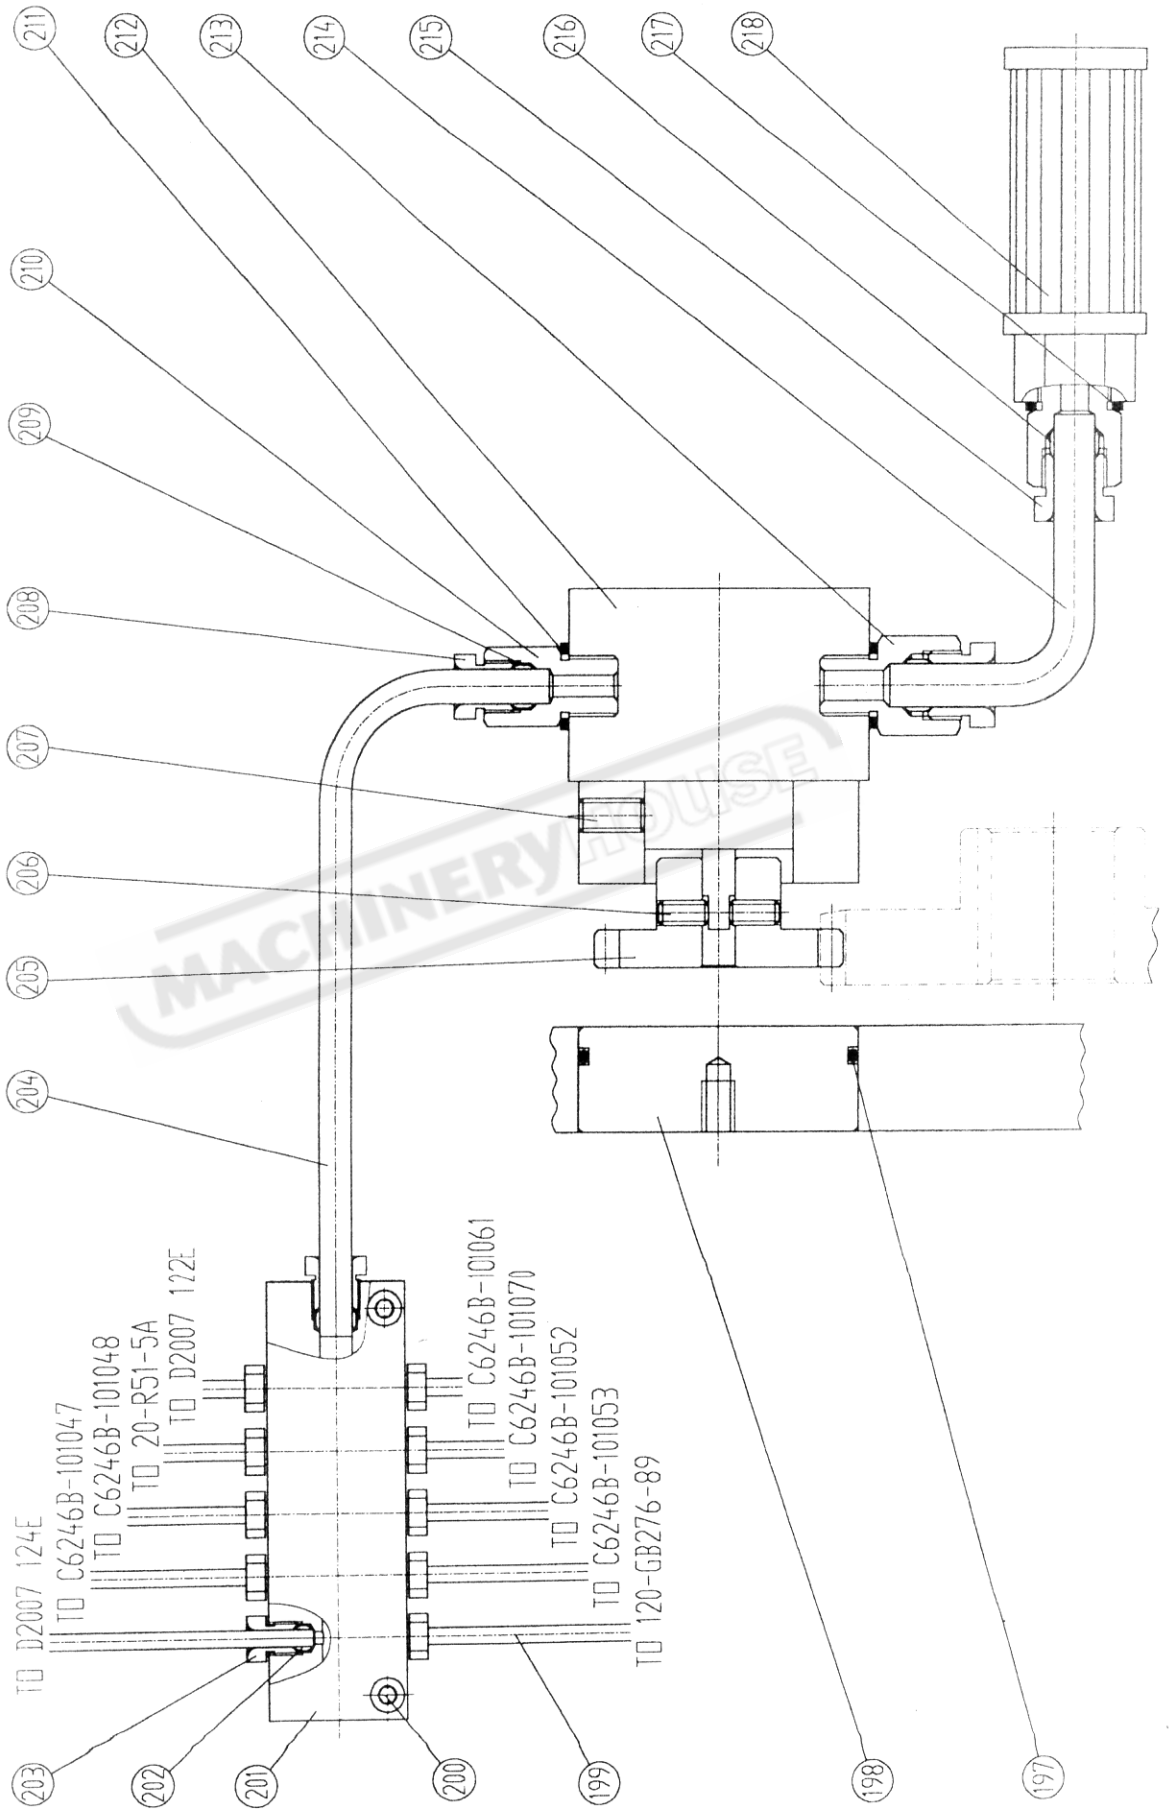 211
212
213
214
215
216
217
218
210
209
208
207
206
205
204
MACHINERYHOUSE
TO D2007 124E
TO C6246B-101047
TO C6246B-101048
TO 20-R51-5A
TO D2007 122E
TO C6246B-101061
TO C6246B-101070
TO C6246B-101052
TO C6246B-101053
TO 120-GB276-89
203
202
201
200
199
198
197